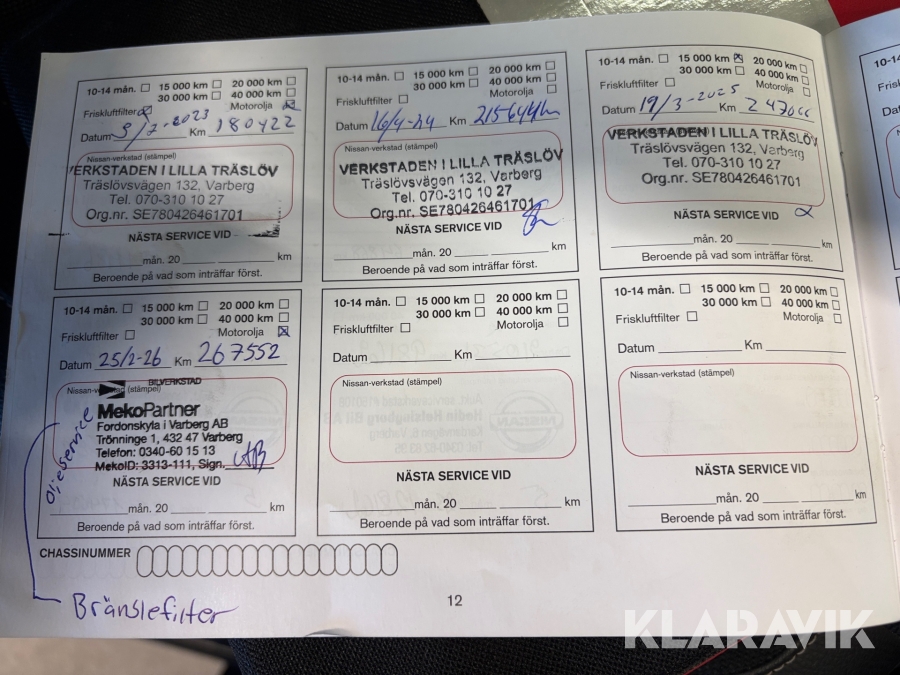 10-14 mån. 15 000 km 20 000 km
30 000 km 40 000 km
Friskluftfilter Motorolja
Datum 5/7-2023 Km 180422
Nissan-verkstad (stämpel)
VERKSTADEN I LILLA TRÄSLÖV
Träslövsvägen 132, Varberg
Tel. 070-310 10 27
Org.nr. SE780426461701
NÄSTA SERVICE VID
mån. 20 km
Beroende på vad som inträffar först.
10-14 mån. 15 000 km 20 000 km
30 000 km 40 000 km
Friskluftfilter Motorolja
Datum 16/4-24 Km 215644
VERKSTADEN I LILLA TRÄSLÖV
Träslövsvägen 132, Varberg
Tel. 070-310 10 27
Org.nr. SE780426461701
NÄSTA SERVICE VID
mån. 20 km
Beroende på vad som inträffar först.
10-14 mån. 15 000 km 20 000 km
30 000 km 40 000 km
Friskluftfilter Motorolja
Datum 19/3-2025 Km 247066
VERKSTADEN I LILLA TRÄSLÖV
Träslövsvägen 132, Varberg
Tel. 070-310 10 27
Org.nr. SE780426461701
NÄSTA SERVICE VID
mån. 20 km
Beroende på vad som inträffar först.
10-14 mån. 15 000 km 20 000 km
30 000 km 40 000 km
Friskluftfilter Motorolja
Datum 25/2-26 Km 267552
Nissan-verkstad (stämpel)
BILVERKSTAD
MekoPartner
Fordonskyla i Varberg AB
Trönninge 1, 432 47 Varberg
Telefon: 0340-60 15 13
MekoID: 3313-111, Sign.
NÄSTA SERVICE VID
mån. 20 km
Beroende på vad som inträffar först.
Oljeservice
Bränslefilter
10-14 mån. 15 000 km 20 000 km
30 000 km 40 000 km
Friskluftfilter Motorolja
Datum Km
Nissan-verkstad (stämpel)
NÄSTA SERVICE VID
mån. 20 km
Beroende på vad som inträffar först.
10-14 mån. 15 000 km 20 000 km
30 000 km 40 000 km
Friskluftfilter Motorolja
Datum Km
Nissan-verkstad (stämpel)
NÄSTA SERVICE VID
mån. 20 km
Beroende på vad som inträffar först.
CHASSINUMMER
12
KLARAVIK